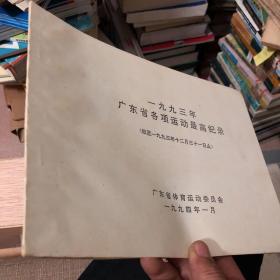 一九九三年
广东省各项运动最高纪录
(截至一九九三年十二月三十一日止)
广东省体育运动委员会
一九九四年一月